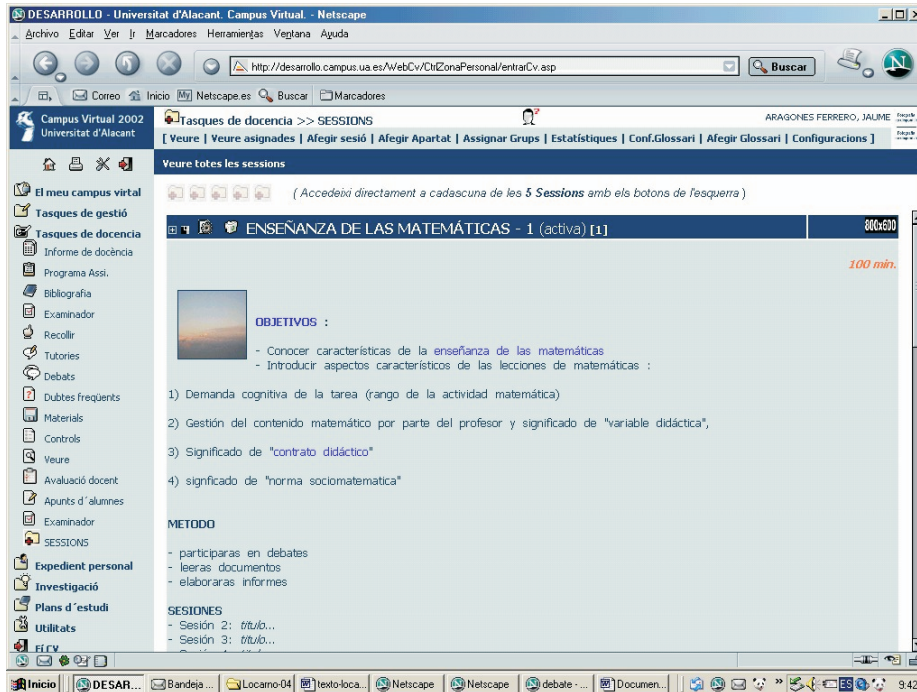 DESARROLLO - Universitat d'Alacant. Campus Virtual. - Netscape
Archivo Editar Ver Ir Marcadores Herramientas Ventana Ayuda
http://desarrollo.campus.ua.es/WebCv/CtrlZonaPersonal/entrarCv.asp Buscar
Correo Inicio My Netscape.es Buscar Marcadores
Campus Virtual 2002
Universitat d'Alacant
Tasques de docencia >> SESSIONS
ARAGONES FERRERO, JAUME
[ Veure | Veure asignades | Afegir sesió | Afegir Apartat | Assignar Grups | Estatístiques | Conf.Glossari | Afegir Glossari | Configuracions ]
Veure totes les sessions
El meu campus virtal
Tasques de gestió
Tasques de docencia
Informe de docència
Programa Assi.
Bibliografia
Examinador
Recollir
Tutories
Debats
Dubtes freqüents
Materials
Controls
Veure
Avaluació docent
Apunts d´alumnes
Examinador
SESSIONS
Expedient personal
Investigació
Plans d´estudi
Utilitats
Fi CV
( Accedeixi directament a cadascuna de les 5 Sessions amb els botons de l'esquerra )
ENSEÑANZA DE LAS MATEMÁTICAS - 1 (activa) [1]
800x600
100 min.
OBJETIVOS :
- Conocer características de la enseñanza de las matemáticas
- Introducir aspectos característicos de las lecciones de matemáticas :
1) Demanda cognitiva de la tarea (rango de la actividad matemática)
2) Gestión del contenido matemático por parte del profesor y significado de "variable didáctica",
3) Significado de "contrato didáctico"
4) signficado de "norma sociomatematica"
METODO
- participaras en debates
- leeras documentos
- elaboraras informes
SESIONES
- Sesión 2: título...
- Sesión 3: título...
Inicio DESAR... Bandeja ... Locarno-04 texto-loca... Netscape Netscape debate - ... Documen... ES 9:42